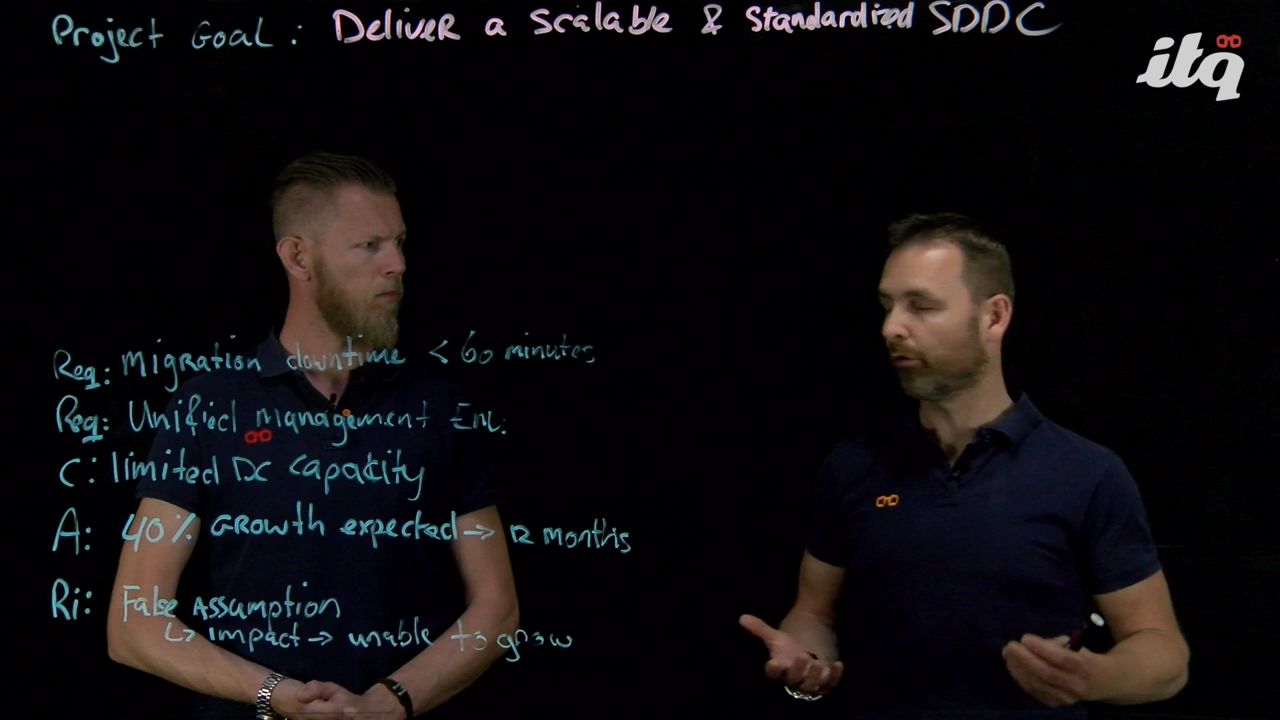 Project Goal: Deliver a Scalable & Standardized SDDC
itq
Req: Migration downtime < 60 minutes
Req: Unified Management Env.
C: limited DC capacity
A: 40% Growth expected → 12 months
Ri: False Assumption
↳ impact → unable to grow